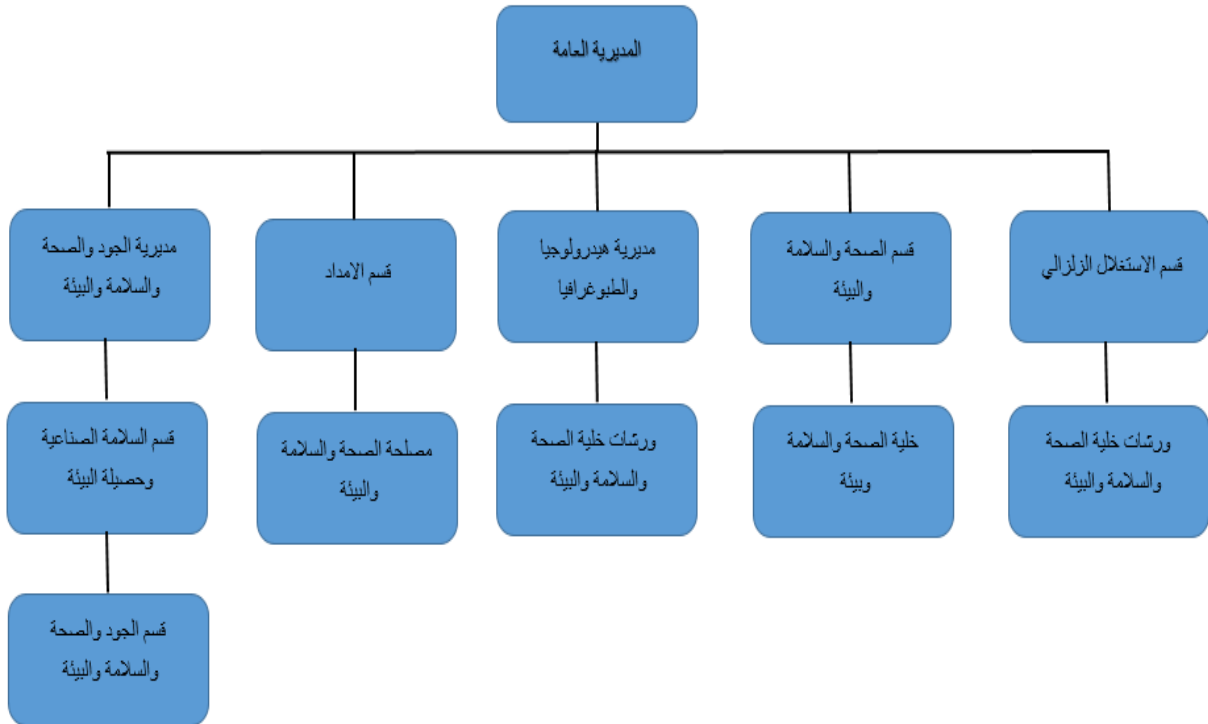 المديرية العامة
قسم الاستغلال الزلزالي
قسم الصحة والسلامة
والبيئة
مديرية هيدرولوجيا
والطبوغرافيا
قسم الامداد
مديرية الجود والصحة
والسلامة والبيئة
ورشات خلية الصحة
والسلامة والبيئة
خلية الصحة والسلامة
وبيئة
ورشات خلية الصحة
والسلامة والبيئة
مصلحة الصحة والسلامة
والبيئة
قسم السلامة الصناعية
وحصيلة البيئة
قسم الجود والصحة
والسلامة والبيئة